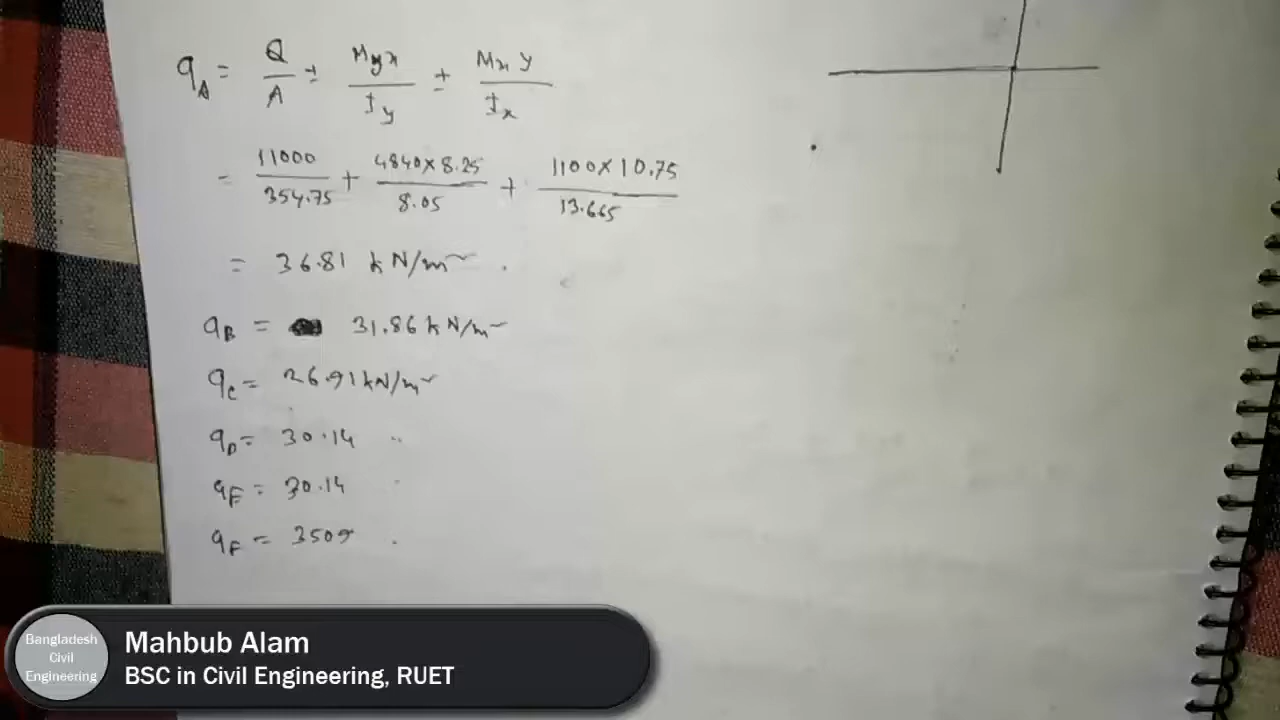 q_A = Q/A ± M_y x/I_y ± M_x y/I_x
= 11000/354.75 + 4840×8.25/8.05 + 1100×10.75/13.665
= 36.81 kN/m²
q_B = 31.86 kN/m²
q_C = 26.91 kN/m²
q_D = 30.14 "
q_E = 30.14 "
q_F = 3509
Bangladesh
Civil
Engineering
Mahbub Alam
BSC in Civil Engineering, RUET